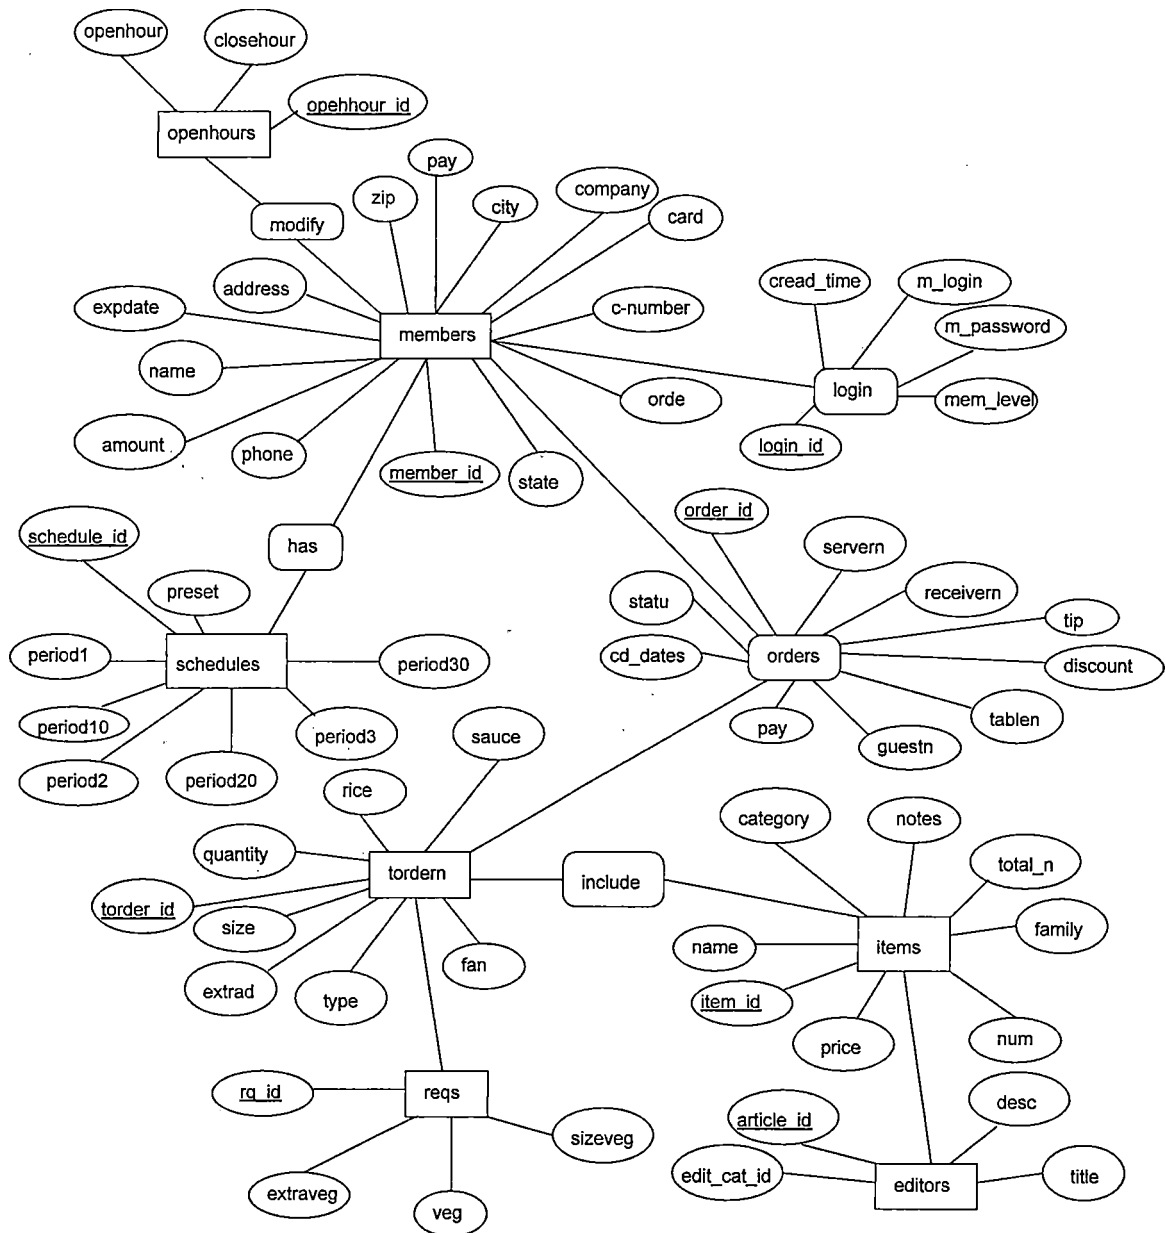 openhour
closehour
opehhour_id
openhours
pay
company
zip
city
card
modify
cread_time
m_login
address
expdate
c-number
m_password
members
name
login
orde
mem_level
amount
phone
member_id
state
login_id
order_id
schedule_id
has
servern
preset
statu
receivern
tip
period1
schedules
period30
cd_dates
orders
discount
period10
period3
sauce
pay
tablen
period2
period20
guestn
rice
category
notes
quantity
tordern
include
total_n
torder_id
size
name
items
family
extrad
type
fan
item_id
price
num
rq_id
reqs
desc
article_id
sizeveg
edit_cat_id
editors
title
extraveg
veg